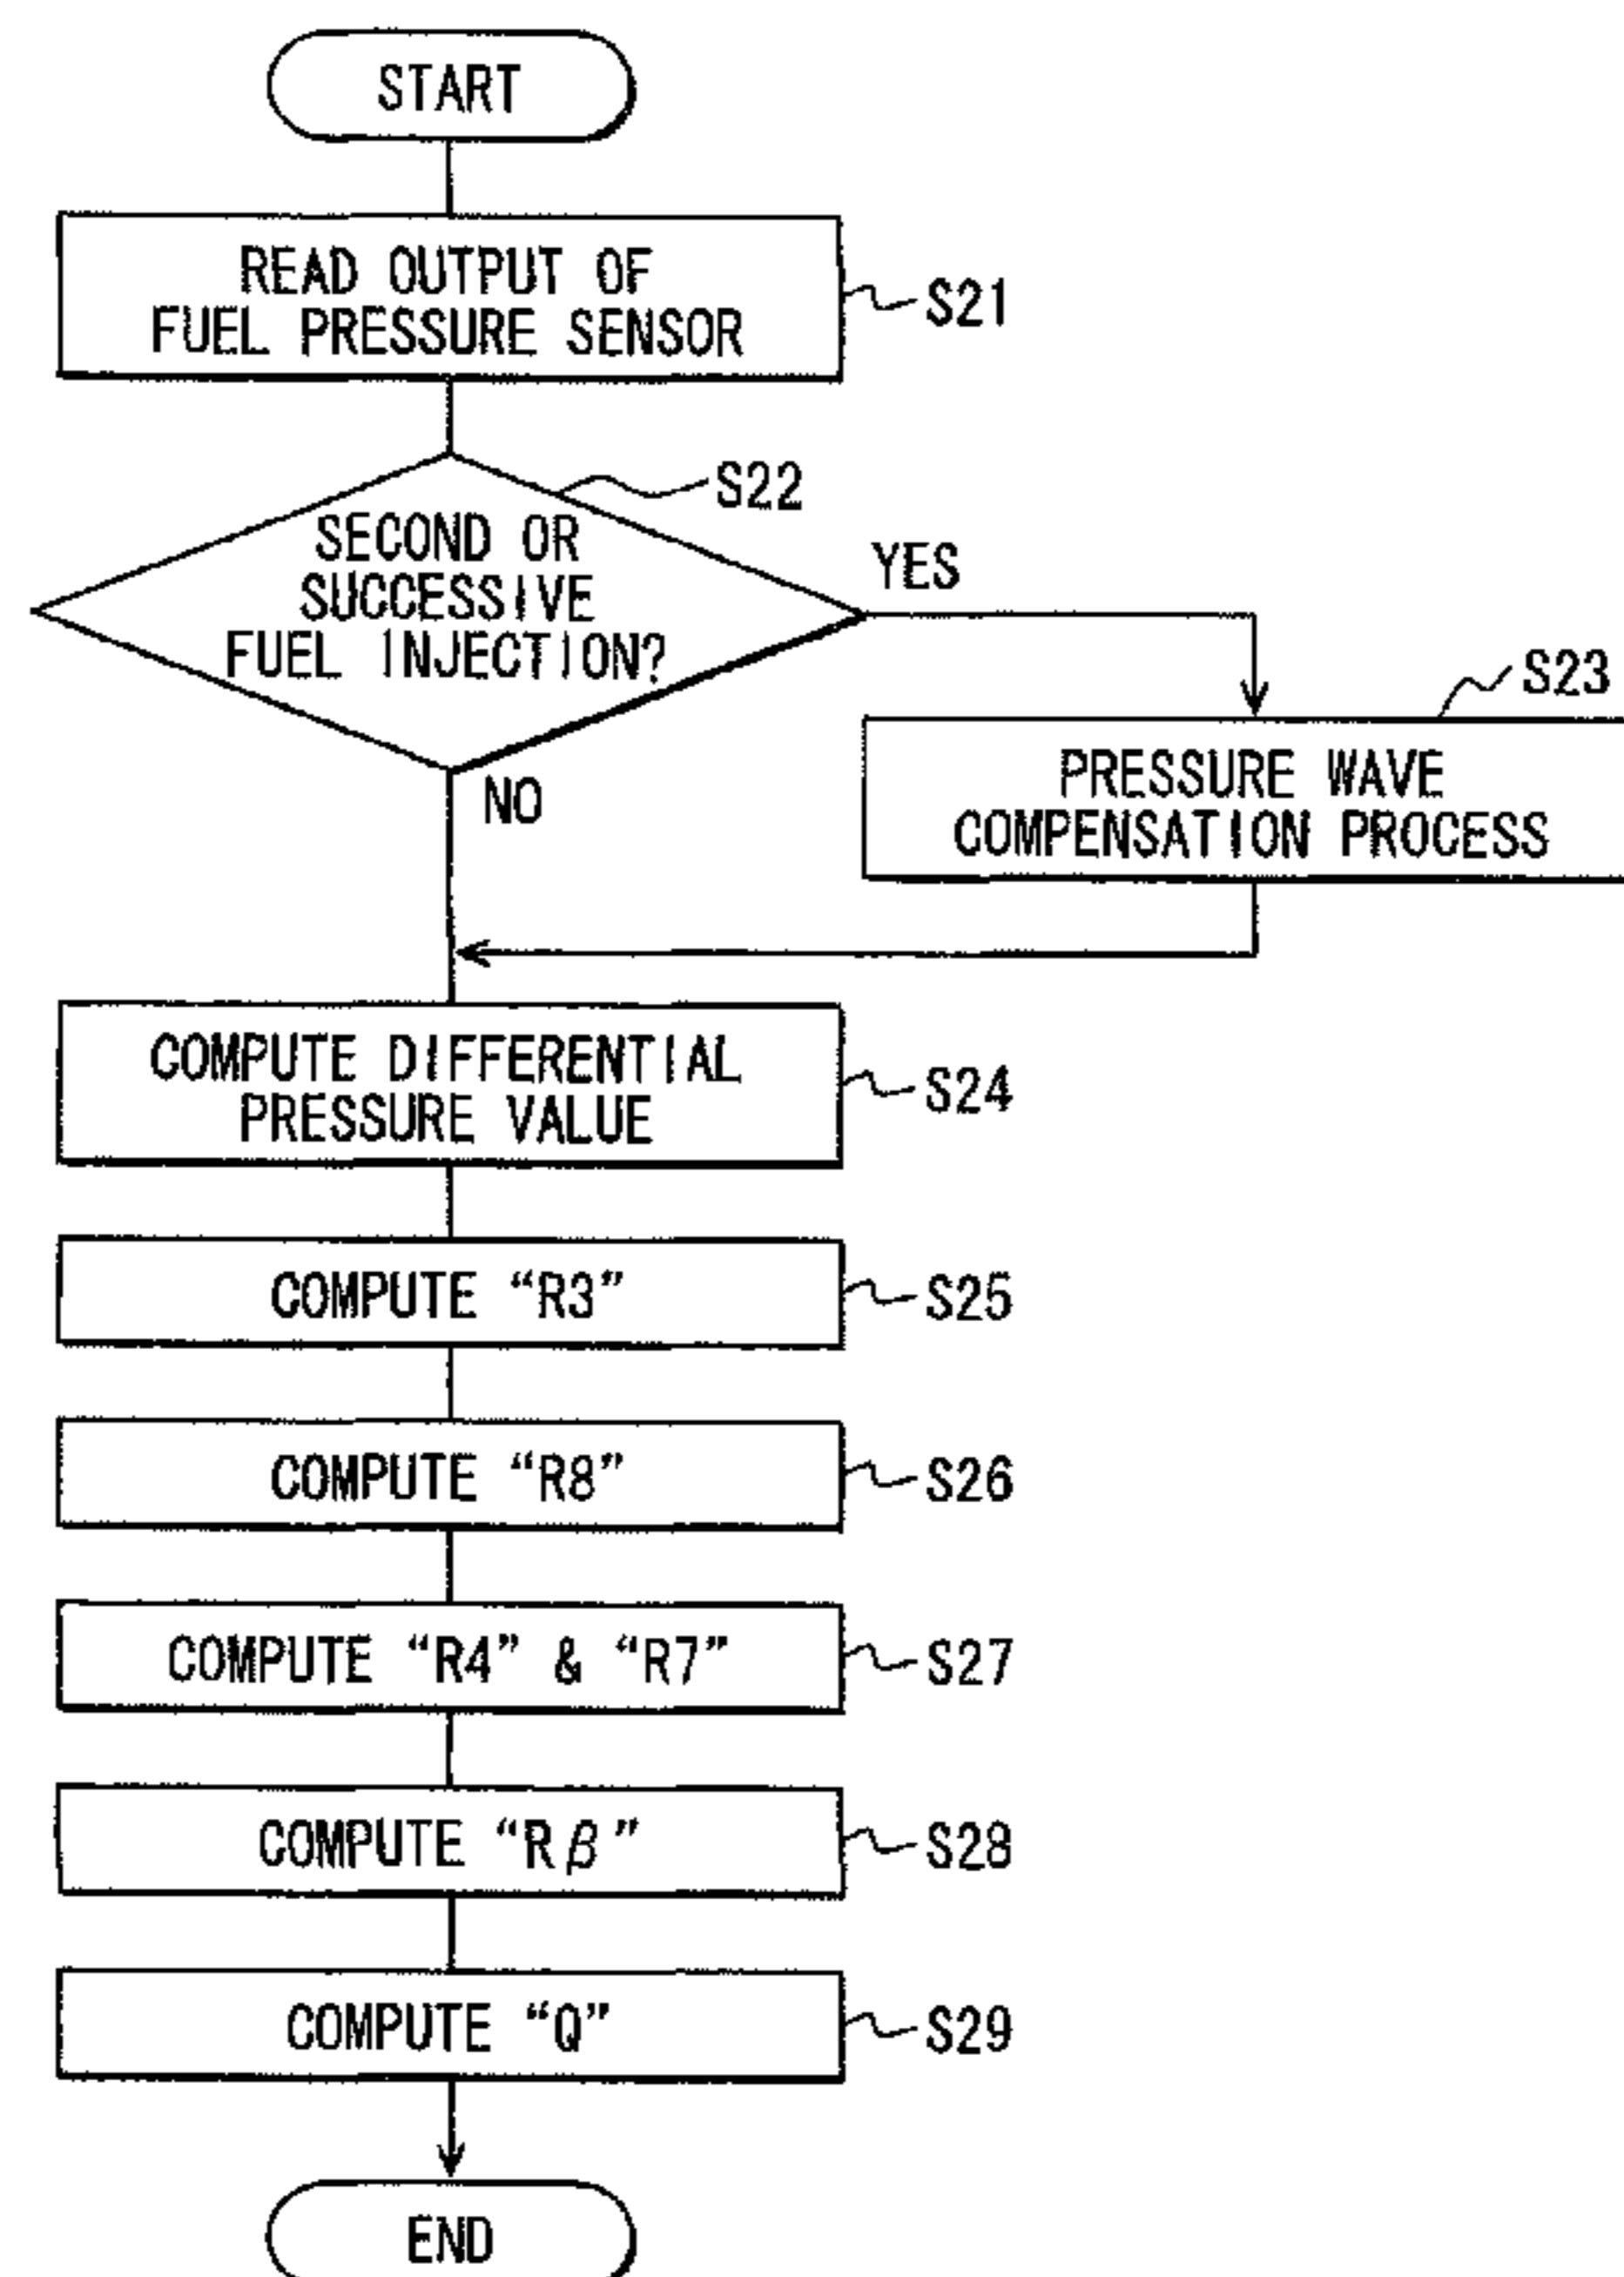 START
READ OUTPUT OF
FUEL PRESSURE SENSOR
S21
S22
SECOND OR
SUCCESSIVE
FUEL INJECTION?
YES
NO
S23
PRESSURE WAVE
COMPENSATION PROCESS
COMPUTE DIFFERENTIAL
PRESSURE VALUE
S24
COMPUTE “R3”
S25
COMPUTE “R8”
S26
COMPUTE “R4” & “R7”
S27
COMPUTE “Rβ”
S28
COMPUTE “Q”
S29
END